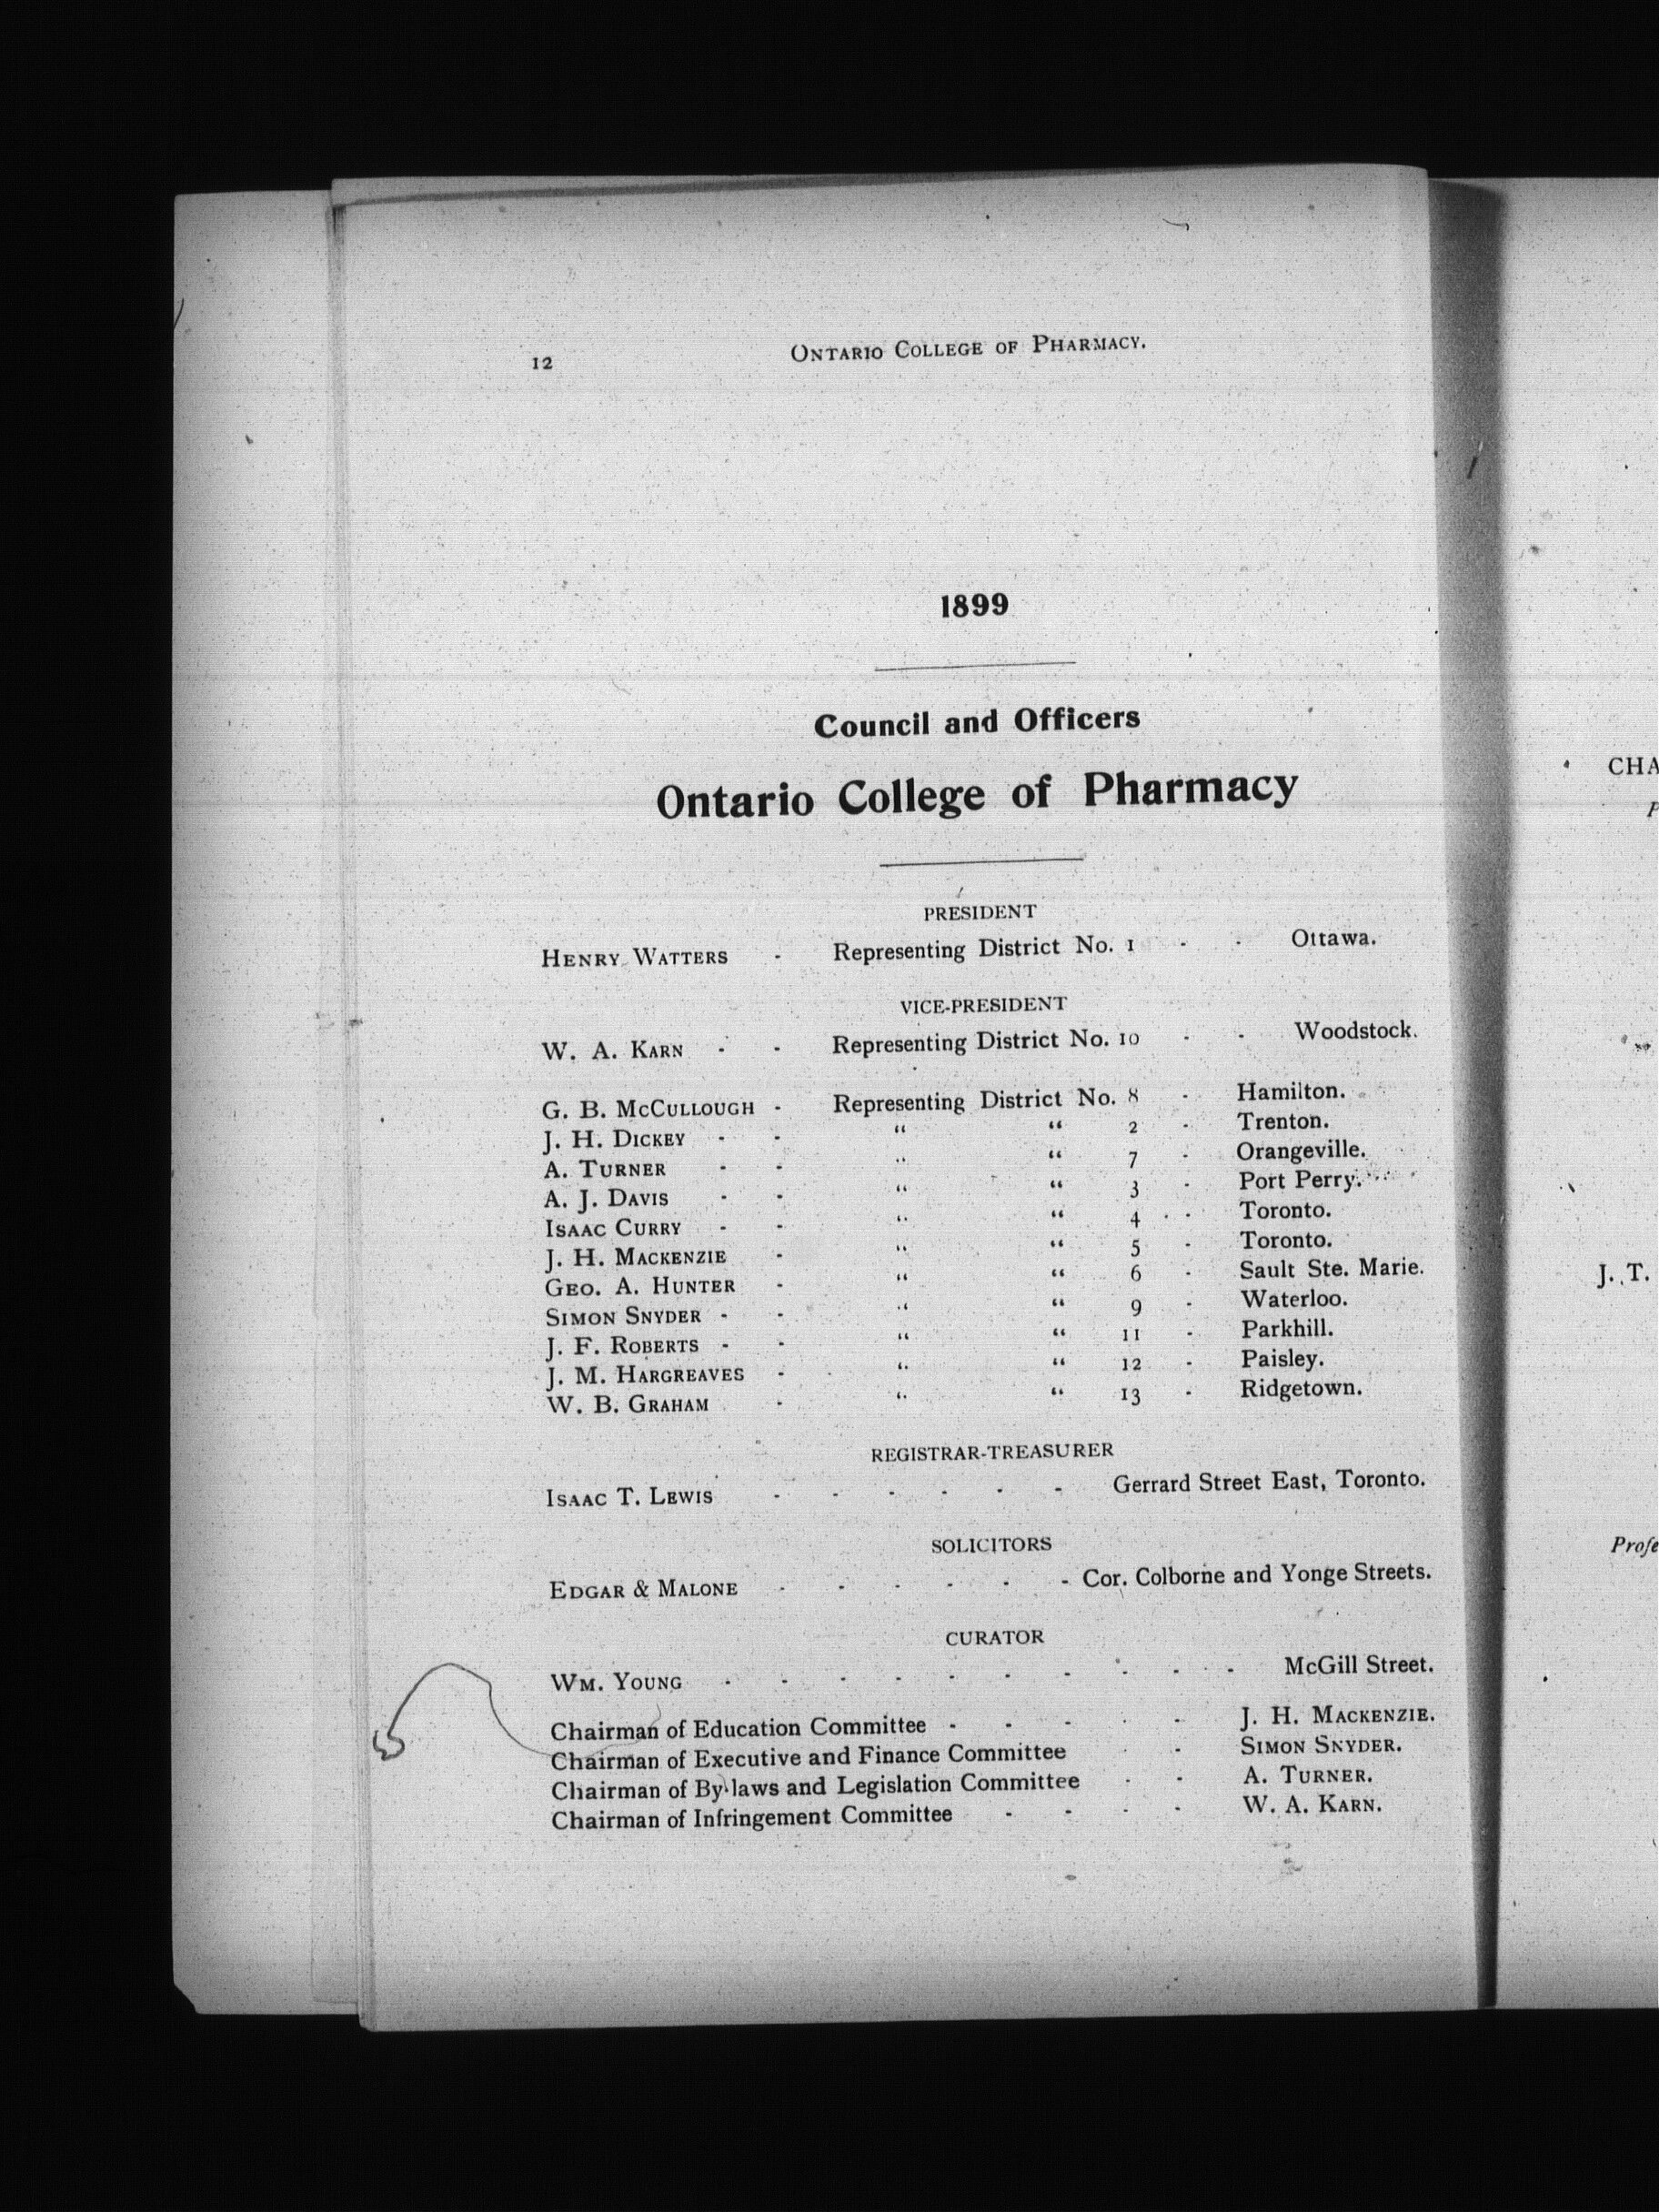 12
ONTARIO COLLEGE OF PHARMACY.
1899
Council and Officers
Ontario College of Pharmacy
PRESIDENT
HENRY WATTERS - Representing District No. 1 - - Ottawa.
VICE-PRESIDENT
W. A. KARN - - Representing District No. 10 - - Woodstock.
G. B. MCCULLOUGH - Representing District No. 8 - Hamilton.
J. H. DICKEY - - “ “ 2 - Trenton.
A. TURNER - - “ “ 7 - Orangeville.
A. J. DAVIS - - “ “ 3 - Port Perry.
ISAAC CURRY - - “ “ 4 - - Toronto.
J. H. MACKENZIE - “ “ 5 - Toronto.
GEO. A. HUNTER - “ “ 6 - Sault Ste. Marie.
SIMON SNYDER - - “ “ 9 - Waterloo.
J. F. ROBERTS - - “ “ 11 - Parkhill.
J. M. HARGREAVES - “ “ 12 - Paisley.
W. B. GRAHAM - “ “ 13 - Ridgetown.
REGISTRAR-TREASURER
ISAAC T. LEWIS - - - - - - Gerrard Street East, Toronto.
SOLICITORS
EDGAR & MALONE - - - - - - Cor. Colborne and Yonge Streets.
CURATOR
WM. YOUNG - - - - - - - - - - McGill Street.
Chairman of Education Committee - - - - - J. H. MACKENZIE.
Chairman of Executive and Finance Committee - - SIMON SNYDER.
Chairman of By-laws and Legislation Committee - - A. TURNER.
Chairman of Infringement Committee - - - - W. A. KARN.
CHA
P
J. T.
Profe